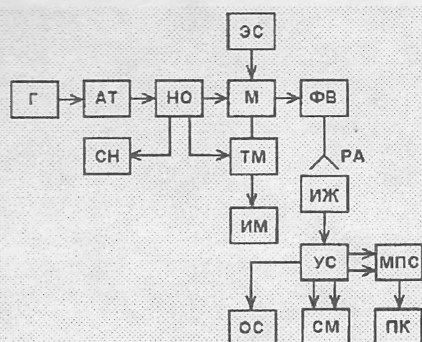 ЭС
Г АТ НО М ФВ
СН ТМ РА
ИЖ
ИМ
УС МПС
ОС СМ ПК